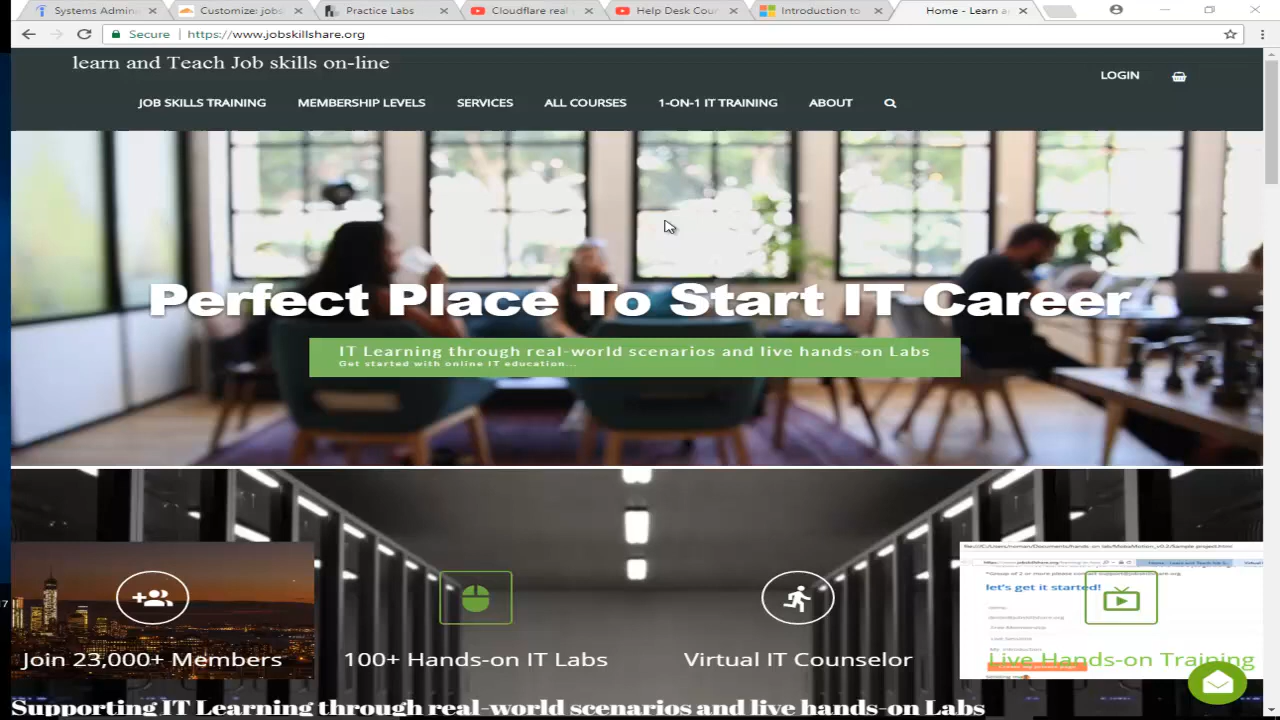 Systems Admine
Customize: jobs
Practice Labs
Cloudflare real
Help Desk Cour
Introduction to
Home - Learn a
Secure
https://www.jobskillshare.org
learn and Teach Job skills on-line
LOGIN
JOB SKILLS TRAINING
MEMBERSHIP LEVELS
SERVICES
ALL COURSES
1-ON-1 IT TRAINING
ABOUT
Perfect Place To Start IT Career
IT Learning through real-world scenarios and live hands-on Labs
Get started with online IT education...
let's get it started!
17
Join 23,000+ Members
100+ Hands-on IT Labs
Virtual IT Counselor
Live Hands-on Training
Supporting IT Learning through real-world scenarios and live hands-on Labs